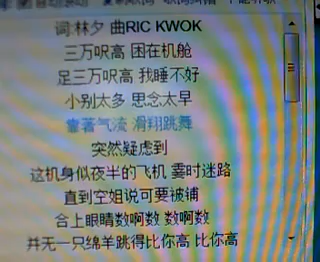 词:林夕 曲RIC KWOK
三万呎高 困在机舱
足三万呎高 我睡不好
小别太多 思念太早
靠著气流 滑翔跳舞
突然疑虑到
这机身似夜半的飞机 霎时迷路
直到空姐说可要被铺
合上眼睛数啊数 数啊数
并无一只绵羊跳得比你高 比你高